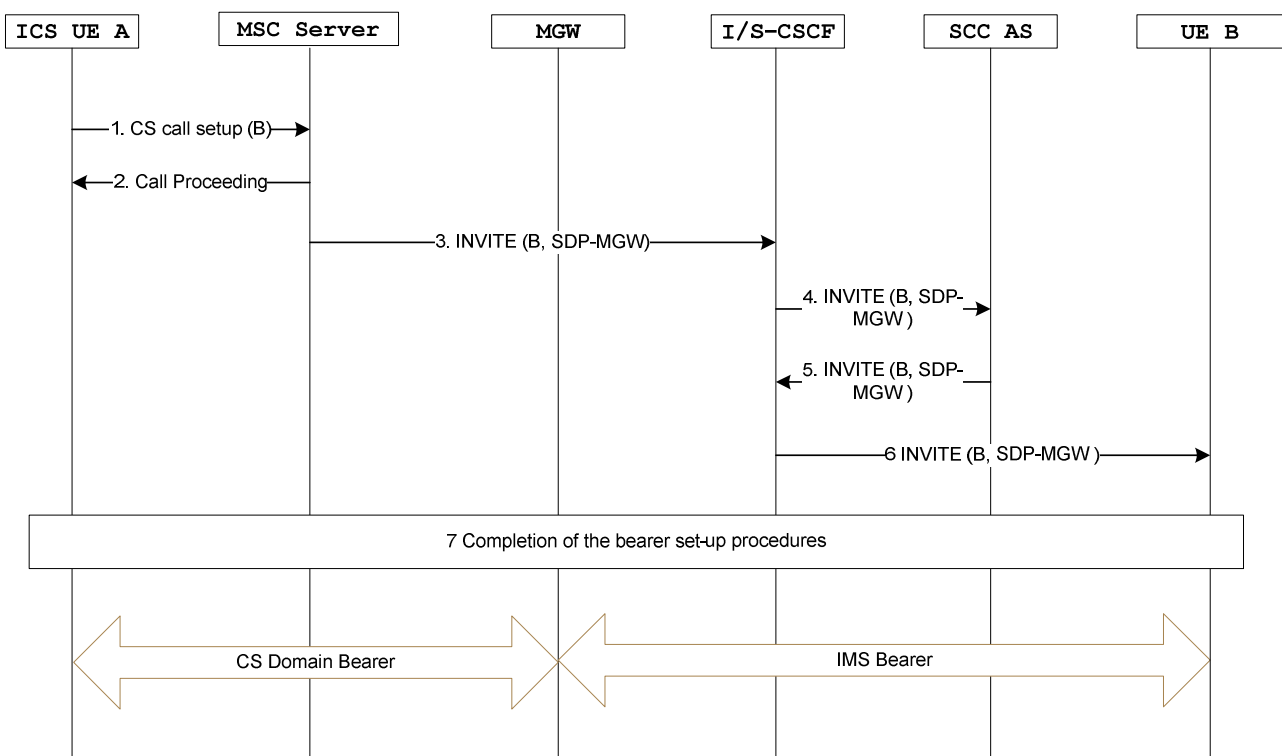 ICS UE A
MSC Server
MGW
I/S-CSCF
SCC AS
UE B
1. CS call setup (B)
2. Call Proceeding
3. INVITE (B, SDP-MGW)
4. INVITE (B, SDP-
MGW )
5. INVITE (B, SDP-
MGW )
6 INVITE (B, SDP-MGW )
7 Completion of the bearer set-up procedures
CS Domain Bearer
IMS Bearer